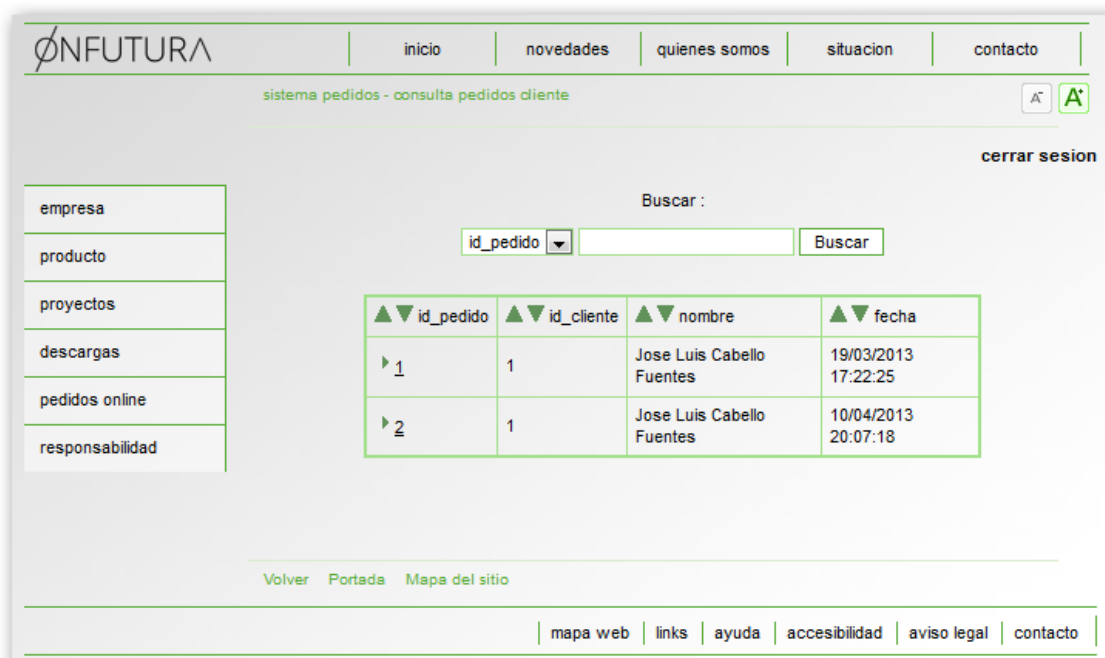 ØNFUTURA inicio novedades quienes somos situacion contacto
sistema pedidos - consulta pedidos cliente A- A+
cerrar sesion
empresa
producto
proyectos
descargas
pedidos online
responsabilidad
Buscar :
id_pedido Buscar
id_pedido id_cliente nombre fecha
1 1 Jose Luis Cabello Fuentes 19/03/2013 17:22:25
2 1 Jose Luis Cabello Fuentes 10/04/2013 20:07:18
Volver Portada Mapa del sitio
mapa web links ayuda accesibilidad aviso legal contacto